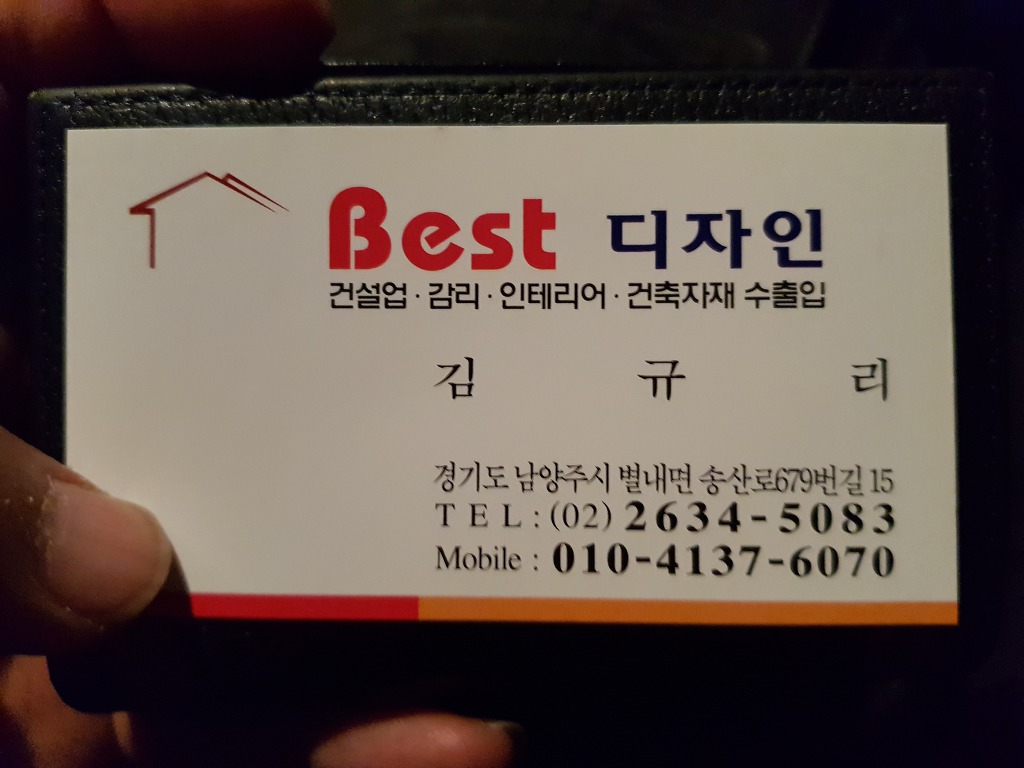 Best 디자인
건설업·감리·인테리어·건축자재 수출입
김 규 리
경기도 남양주시 별내면 송산로679번길 15
TEL : (02) 2634-5083
Mobile : 010-4137-6070